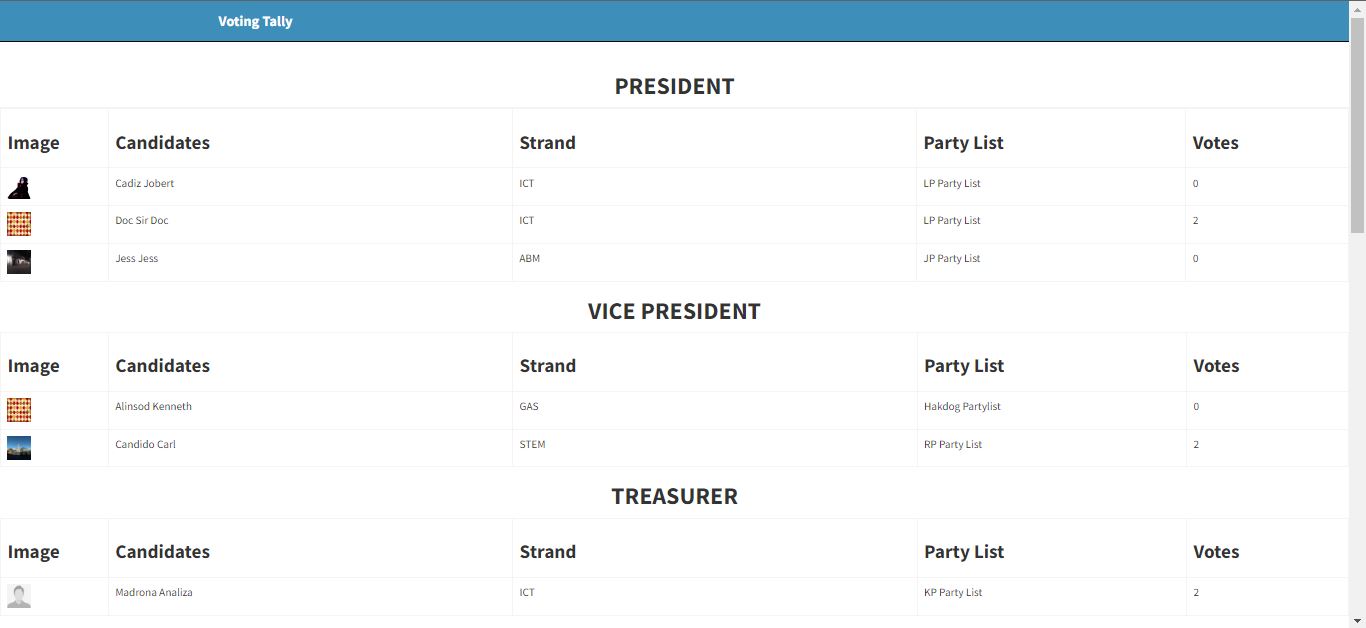 Voting Tally
PRESIDENT
Image Candidates Strand Party List Votes
Cadiz Jobert ICT LP Party List 0
Doc Sir Doc ICT LP Party List 2
Jess Jess ABM JP Party List 0
VICE PRESIDENT
Image Candidates Strand Party List Votes
Alinsod Kenneth GAS Hakdog Partylist 0
Candido Carl STEM RP Party List 2
TREASURER
Image Candidates Strand Party List Votes
Madrona Analiza ICT KP Party List 2